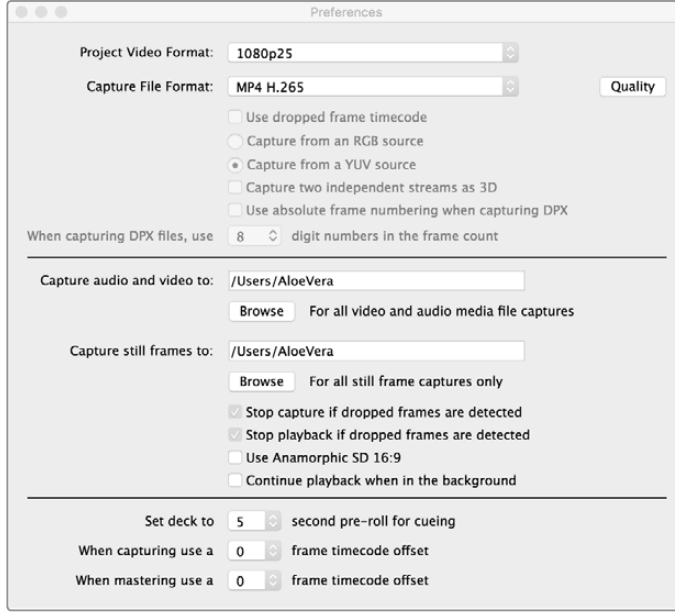 Preferences
Project Video Format: 1080p25
Capture File Format: MP4 H.265 Quality
Use dropped frame timecode
Capture from an RGB source
Capture from a YUV source
Capture two independent streams as 3D
Use absolute frame numbering when capturing DPX
When capturing DPX files, use 8 digit numbers in the frame count
Capture audio and video to: /Users/AloeVera
Browse For all video and audio media file captures
Capture still frames to: /Users/AloeVera
Browse For all still frame captures only
Stop capture if dropped frames are detected
Stop playback if dropped frames are detected
Use Anamorphic SD 16:9
Continue playback when in the background
Set deck to 5 second pre-roll for cueing
When capturing use a 0 frame timecode offset
When mastering use a 0 frame timecode offset